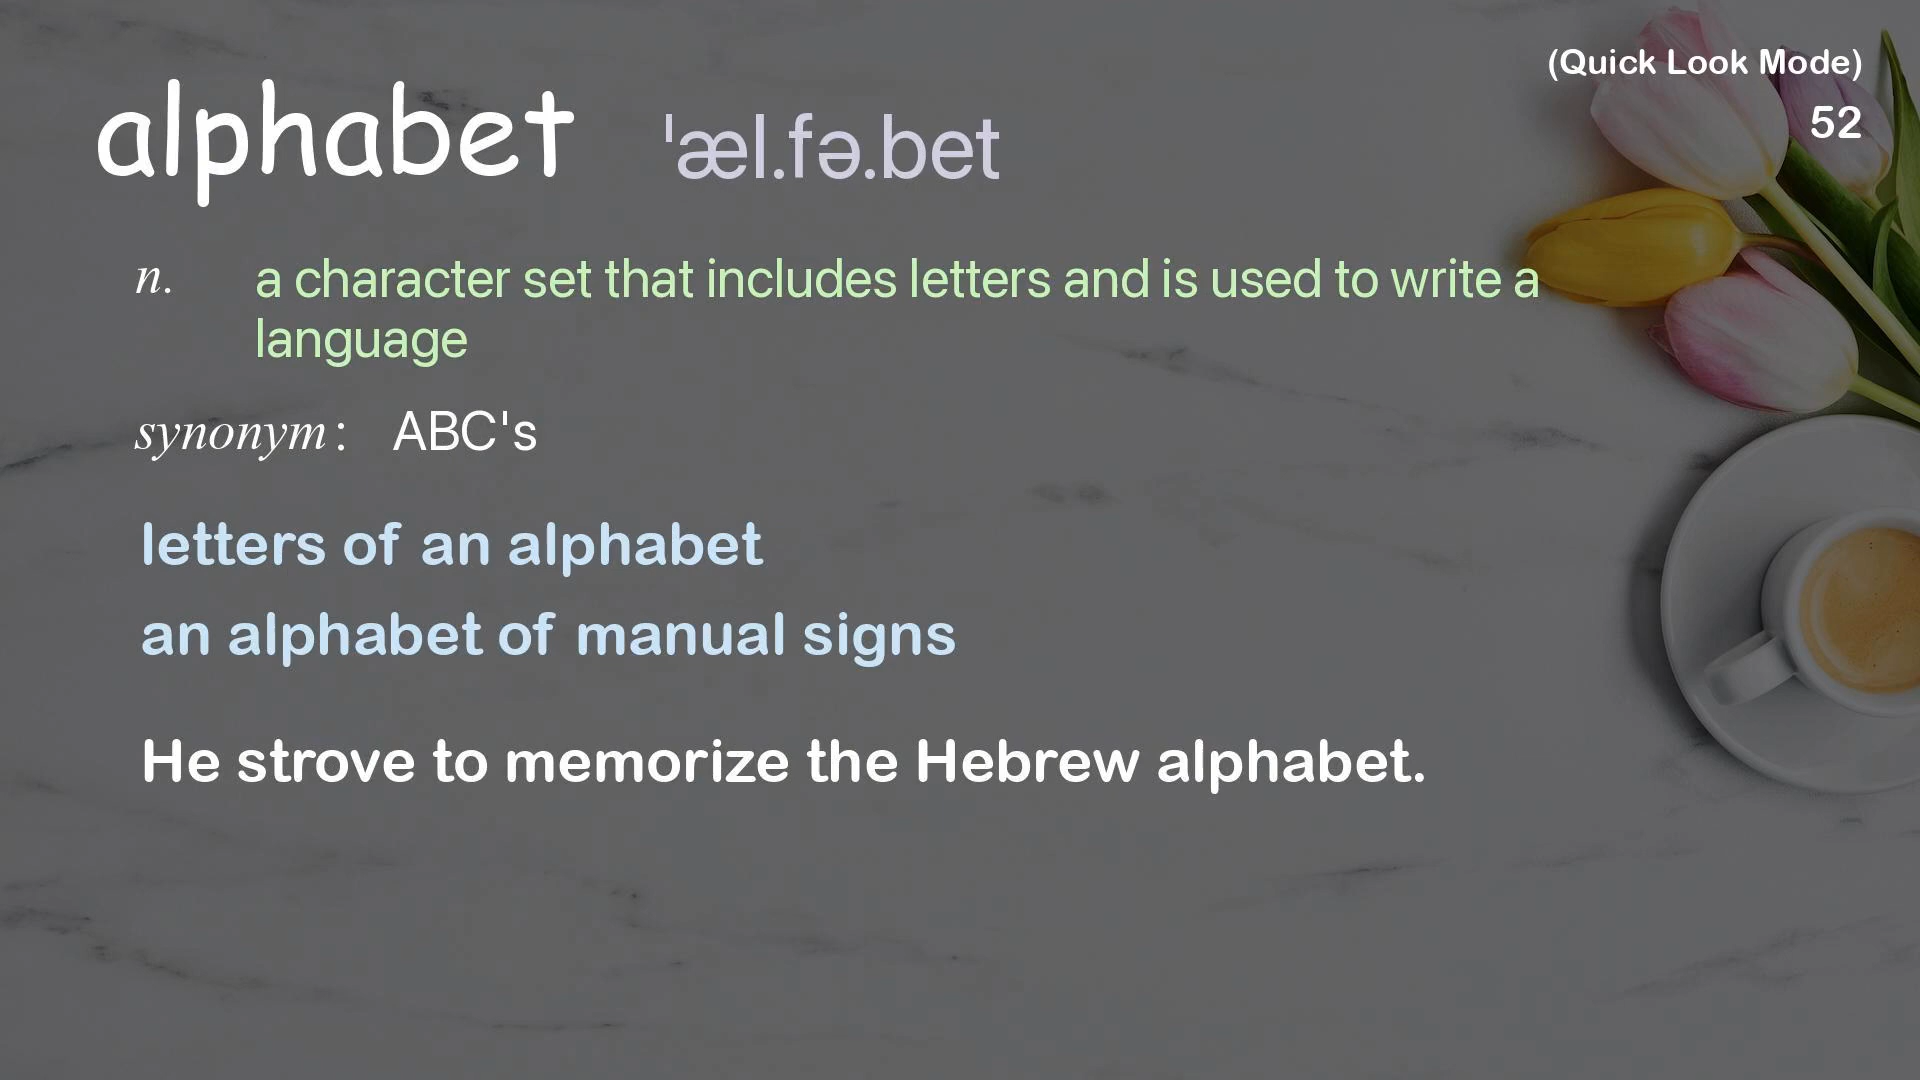 (Quick Look Mode)
52
alphabet ˈæl.fə.bet
n. a character set that includes letters and is used to write a
language
synonym: ABC's
letters of an alphabet
an alphabet of manual signs
He strove to memorize the Hebrew alphabet.